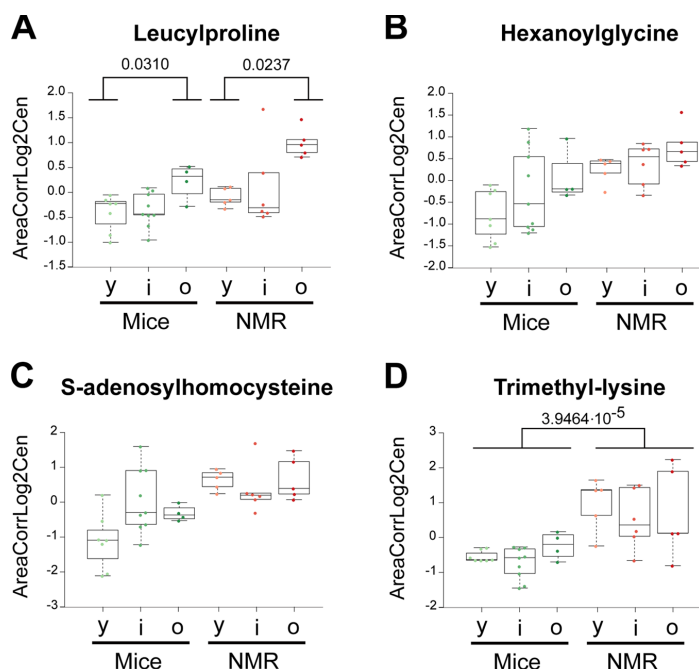 A
Leucylproline
0.0310
0.0237
AreaCorrLog2Cen
2.0
1.5
1.0
0.5
0.0
-0.5
-1.0
-1.5
y i o y i o
Mice NMR
B
Hexanoylglycine
AreaCorrLog2Cen
2.0
1.5
1.0
0.5
0.0
-0.5
-1.0
-1.5
-2.0
y i o y i o
Mice NMR
C
S-adenosylhomocysteine
AreaCorrLog2Cen
2
1
0
-1
-2
-3
y i o y i o
Mice NMR
D
Trimethyl-lysine
3.9464·10-5
AreaCorrLog2Cen
3
2
1
0
-1
-2
y i o y i o
Mice NMR